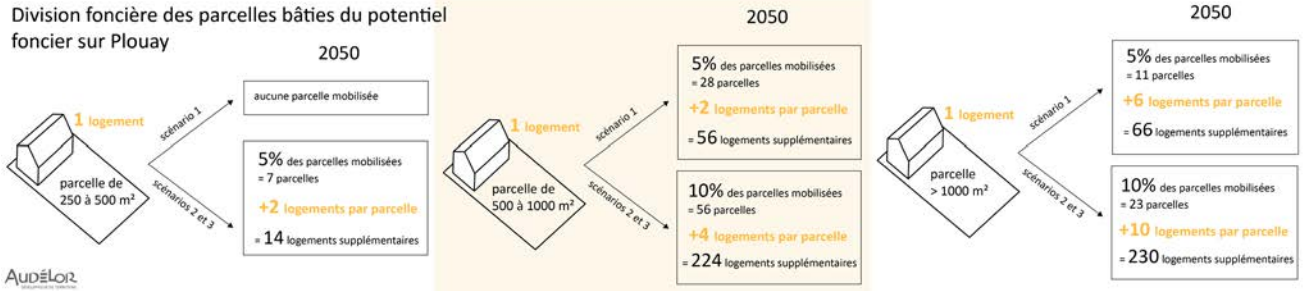 Division foncière des parcelles bâties du potentiel
foncier sur Plouay
2050
1 logement
parcelle de
250 à 500 m²
scénario 1
aucune parcelle mobilisée
scénarios 2 et 3
5% des parcelles mobilisées
= 7 parcelles
+2 logements par parcelle
= 14 logements supplémentaires
AUDÉLOR
2050
1 logement
parcelle de
500 à 1000 m²
scénario 1
5% des parcelles mobilisées
= 28 parcelles
+2 logements par parcelle
= 56 logements supplémentaires
scénarios 2 et 3
10% des parcelles mobilisées
= 56 parcelles
+4 logements par parcelle
= 224 logements supplémentaires
2050
1 logement
parcelle
> 1000 m²
scénario 1
5% des parcelles mobilisées
= 11 parcelles
+6 logements par parcelle
= 66 logements supplémentaires
scénarios 2 et 3
10% des parcelles mobilisées
= 23 parcelles
+10 logements par parcelle
= 230 logements supplémentaires